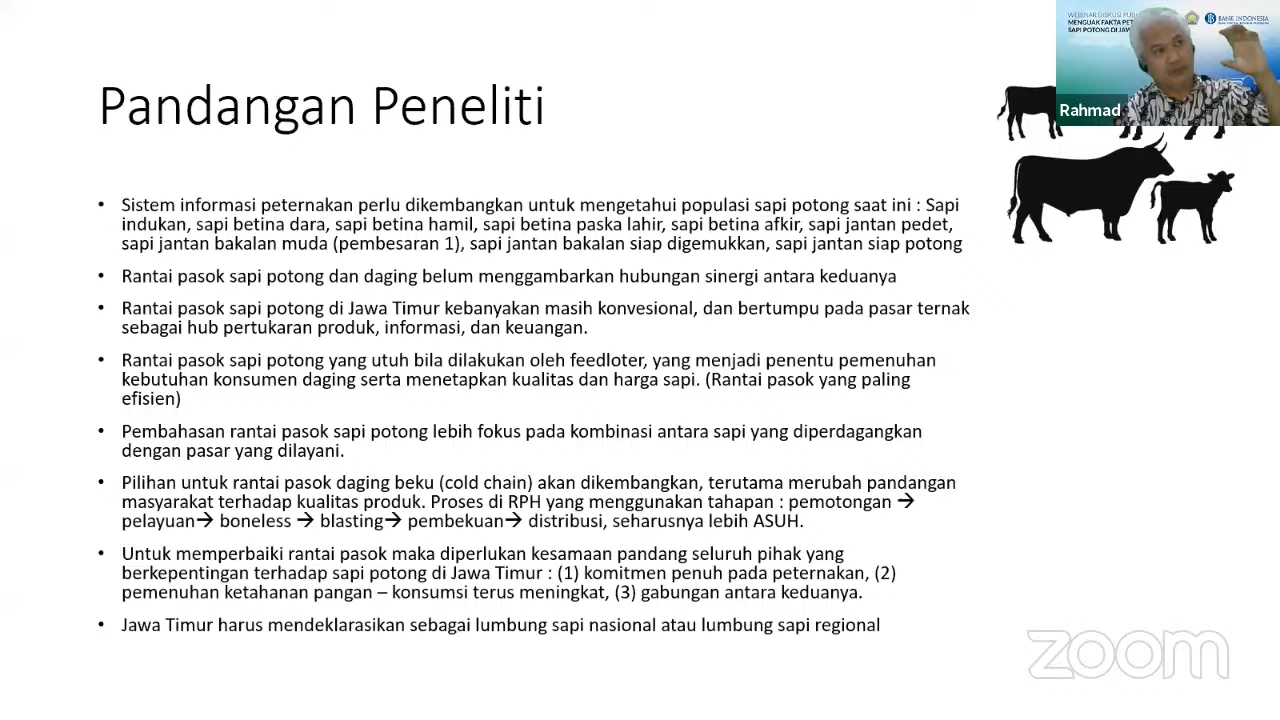 WEBINAR DISKUSI PUBL
MENGUAK FAKTA PET
SAPI POTONG DI JAW
BANK INDONESIA
Rahmad
Pandangan Peneliti
• Sistem informasi peternakan perlu dikembangkan untuk mengetahui populasi sapi potong saat ini : Sapi
indukan, sapi betina dara, sapi betina hamil, sapi betina paska lahir, sapi betina afkir, sapi jantan pedet,
sapi jantan bakalan muda (pembesaran 1), sapi jantan bakalan siap digemukkan, sapi jantan siap potong
• Rantai pasok sapi potong dan daging belum menggambarkan hubungan sinergi antara keduanya
• Rantai pasok sapi potong di Jawa Timur kebanyakan masih konvesional, dan bertumpu pada pasar ternak
sebagai hub pertukaran produk, informasi, dan keuangan.
• Rantai pasok sapi potong yang utuh bila dilakukan oleh feedloter, yang menjadi penentu pemenuhan
kebutuhan konsumen daging serta menetapkan kualitas dan harga sapi. (Rantai pasok yang paling
efisien)
• Pembahasan rantai pasok sapi potong lebih fokus pada kombinasi antara sapi yang diperdagangkan
dengan pasar yang dilayani.
• Pilihan untuk rantai pasok daging beku (cold chain) akan dikembangkan, terutama merubah pandangan
masyarakat terhadap kualitas produk. Proses di RPH yang menggunakan tahapan : pemotongan →
pelayuan→ boneless → blasting→ pembekuan→ distribusi, seharusnya lebih ASUH.
• Untuk memperbaiki rantai pasok maka diperlukan kesamaan pandang seluruh pihak yang
berkepentingan terhadap sapi potong di Jawa Timur : (1) komitmen penuh pada peternakan, (2)
pemenuhan ketahanan pangan – konsumsi terus meningkat, (3) gabungan antara keduanya.
• Jawa Timur harus mendeklarasikan sebagai lumbung sapi nasional atau lumbung sapi regional
zoom